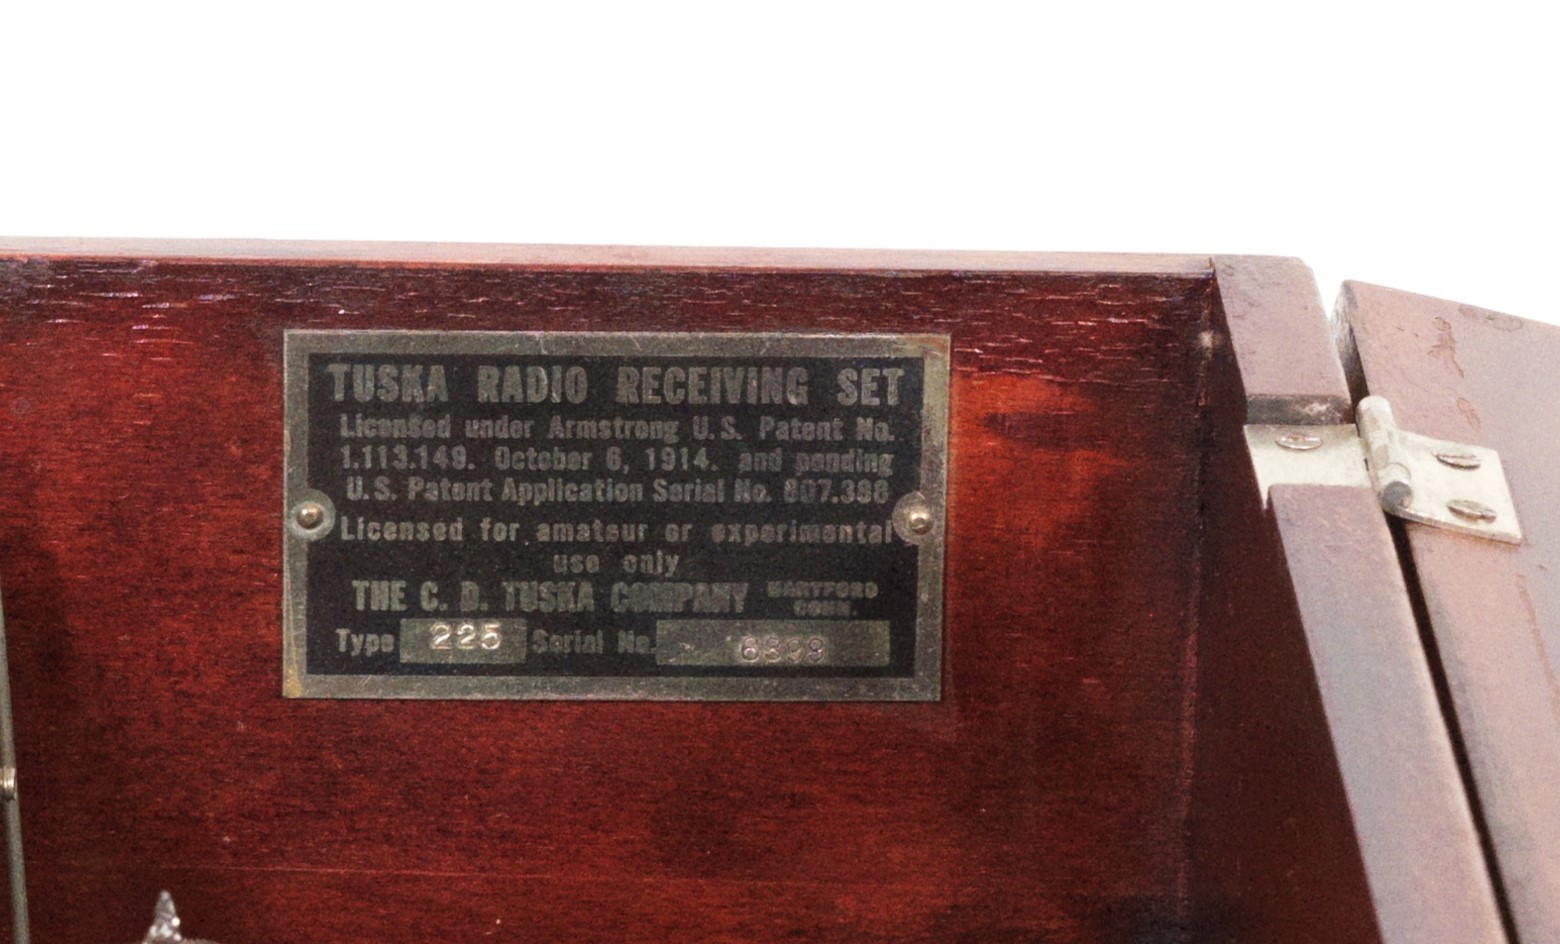 TUSKA RADIO RECEIVING SET
Licensed under Armstrong U.S. Patent No.
1.113.149. October 6, 1914. and pending
U.S. Patent Application Serial No. 807.388
Licensed for amateur or experimental
use only
THE C. D. TUSKA COMPANY HARTFORD
CONN.
Type 225 Serial No.